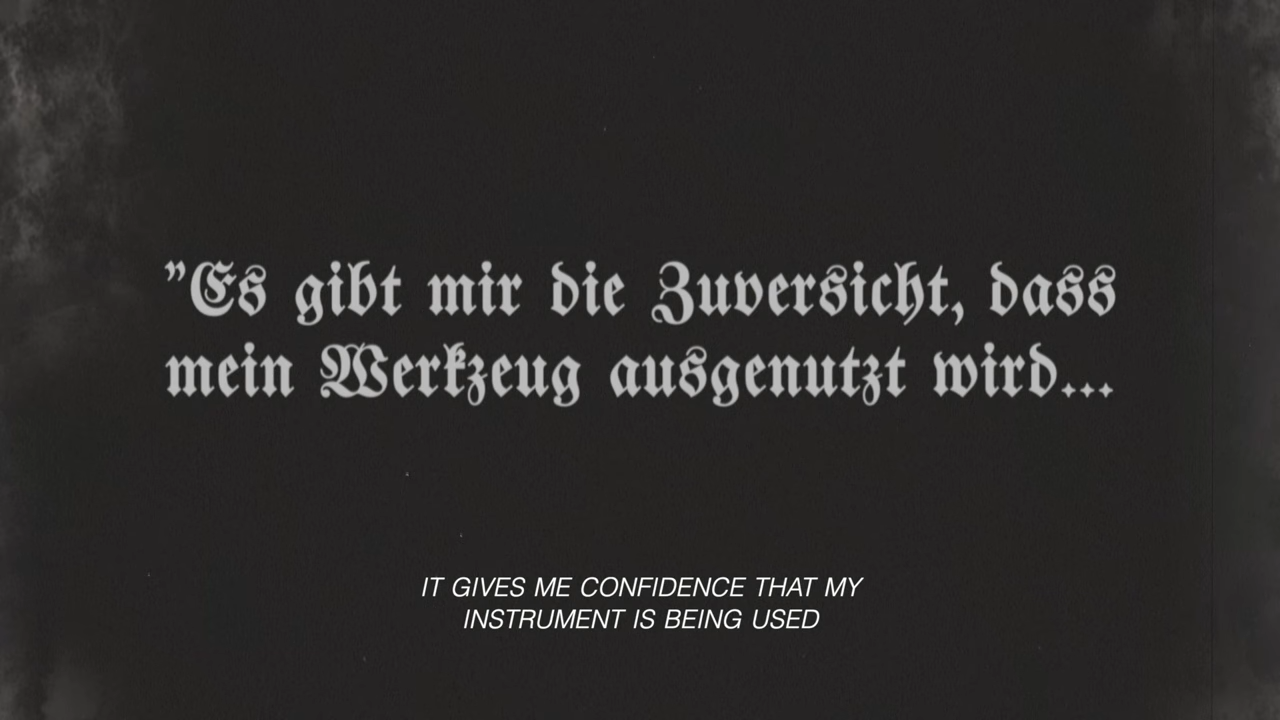 "Es gibt mir die Zuversicht, dass
mein Werkzeug ausgenutzt wird...
IT GIVES ME CONFIDENCE THAT MY
INSTRUMENT IS BEING USED